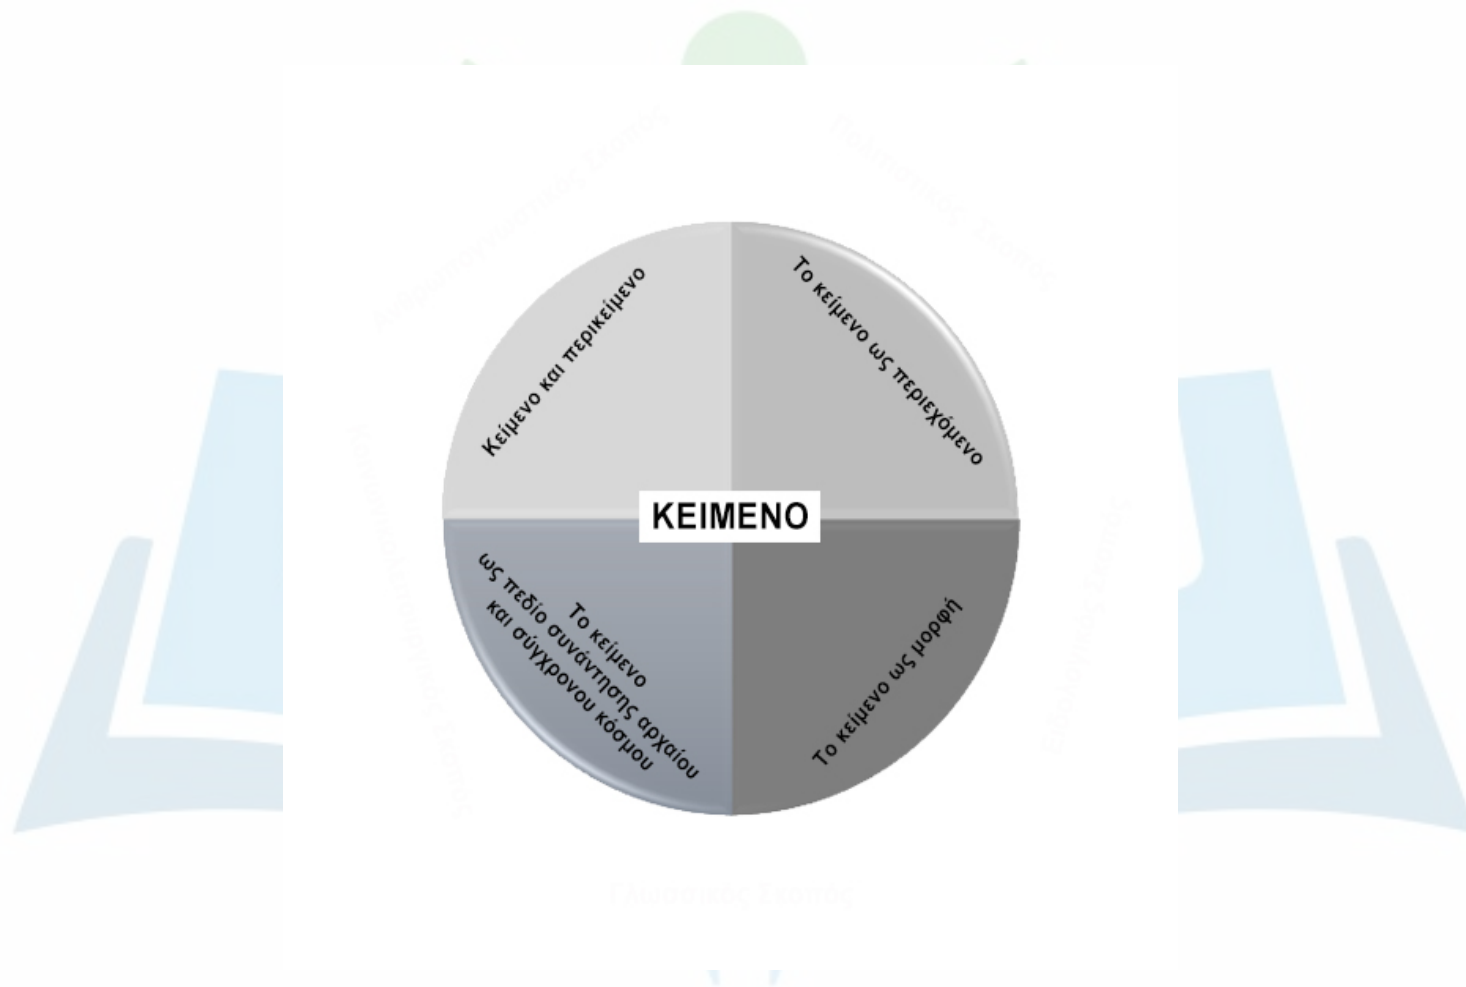 Κείμενο και περικείμενο
Το κείμενο ως περιεχόμενο
ΚΕΙΜΕΝΟ
Το κείμενο
ως πεδίο συνάντησης αρχαίου
και σύγχρονου κόσμου
Το κείμενο ως μορφή
Γλωσσικός Σκοπός